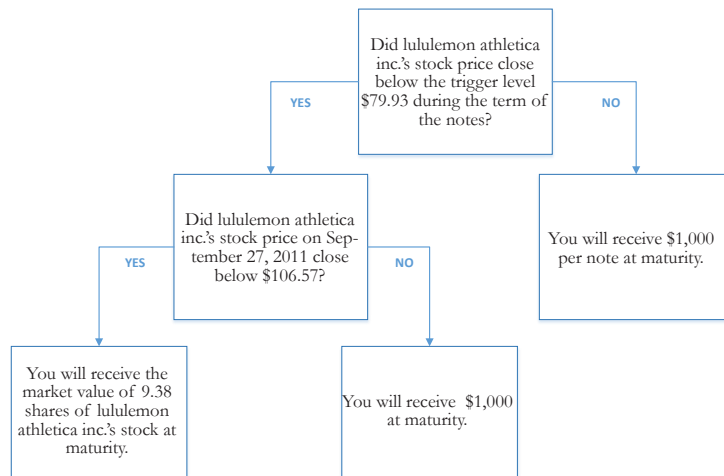 Did lululemon athletica
inc.'s stock price close
below the trigger level
$79.93 during the term of
the notes?
YES
NO
Did lululemon athletica
inc.'s stock price on Sep-
tember 27, 2011 close
below $106.57?
You will receive $1,000
per note at maturity.
YES
NO
You will receive the
market value of 9.38
shares of lululemon
athletica inc.'s stock at
maturity.
You will receive $1,000
at maturity.